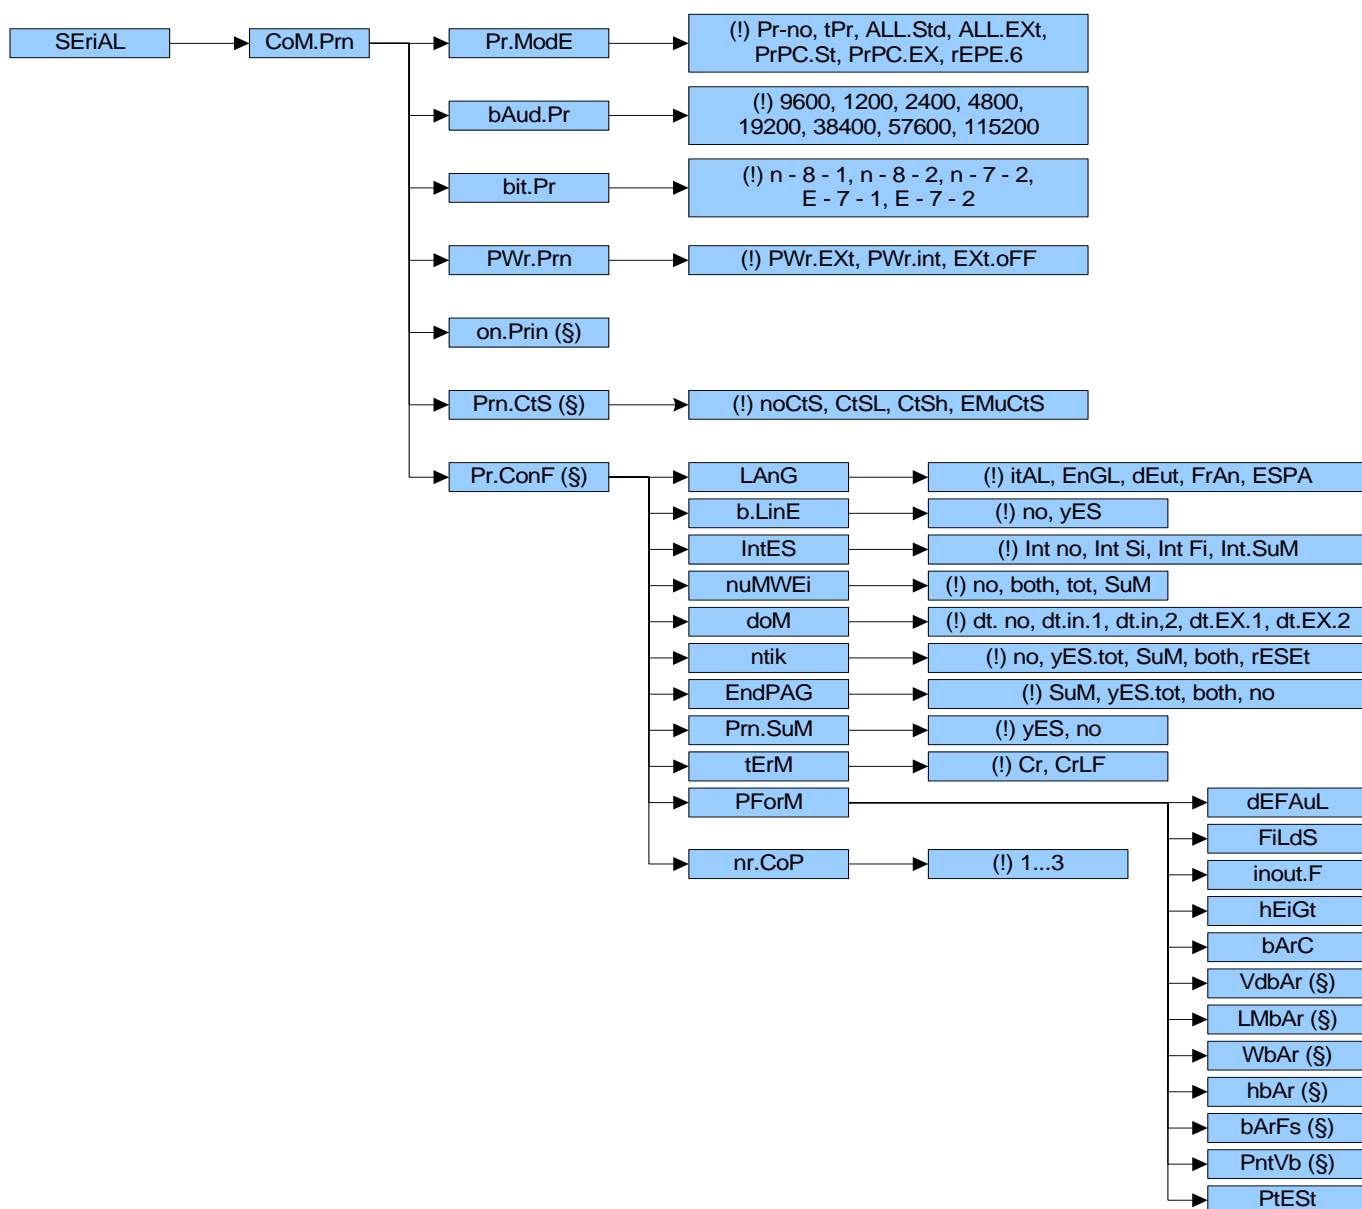 SEriAL
CoM.Prn
Pr.ModE
(!) Pr-no, tPr, ALL.Std, ALL.EXt,
PrPC.St, PrPC.EX, rEPE.6
bAud.Pr
(!) 9600, 1200, 2400, 4800,
19200, 38400, 57600, 115200
bit.Pr
(!) n - 8 - 1, n - 8 - 2, n - 7 - 2,
E - 7 - 1, E - 7 - 2
PWr.Prn
(!) PWr.EXt, PWr.int, EXt.oFF
on.Prin (§)
Prn.CtS (§)
(!) noCtS, CtSL, CtSh, EMuCtS
Pr.ConF (§)
LAnG
(!) itAL, EnGL, dEut, FrAn, ESPA
b.LinE
(!) no, yES
IntES
(!) Int no, Int Si, Int Fi, Int.SuM
nuMWEi
(!) no, both, tot, SuM
doM
(!) dt. no, dt.in.1, dt.in,2, dt.EX.1, dt.EX.2
ntik
(!) no, yES.tot, SuM, both, rESEt
EndPAG
(!) SuM, yES.tot, both, no
Prn.SuM
(!) yES, no
tErM
(!) Cr, CrLF
PForM
dEFAuL
FiLdS
inout.F
hEiGt
bArC
VdbAr (§)
LMbAr (§)
WbAr (§)
hbAr (§)
bArFs (§)
PntVb (§)
PtESt
nr.CoP
(!) 1...3